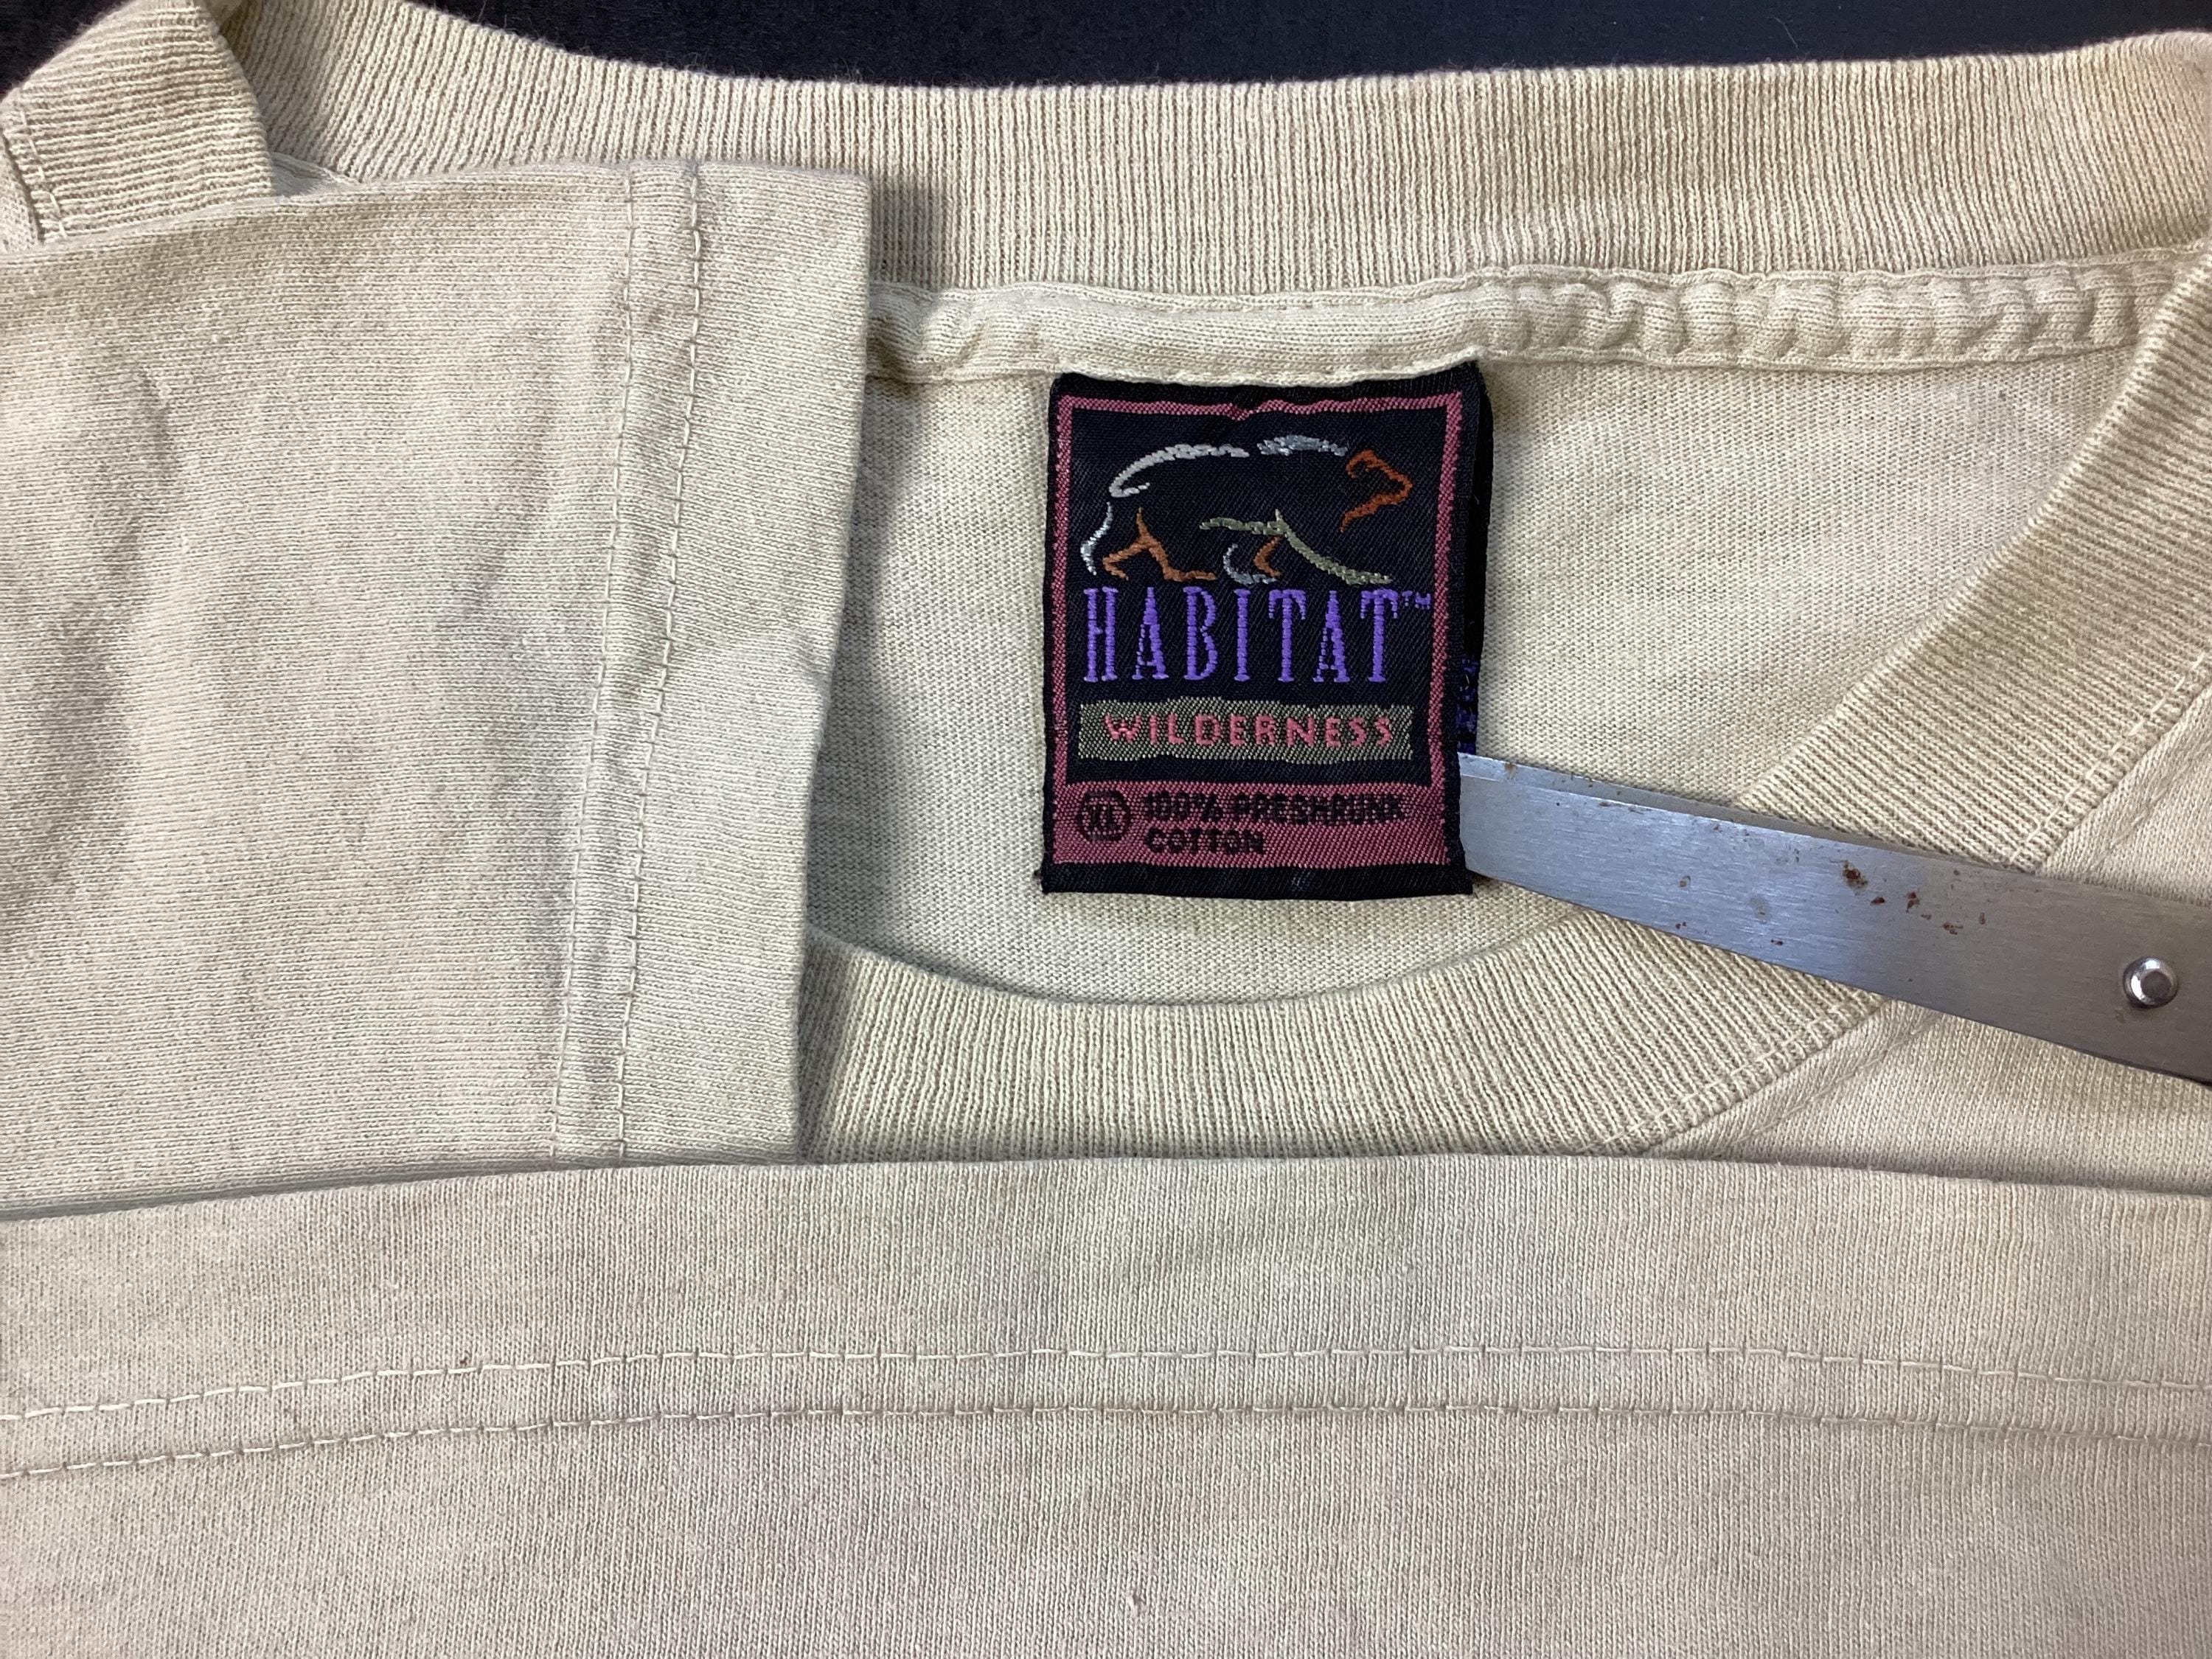 HABITAT™
WILDERNESS
XL 100% PRESHRUNK
COTTON